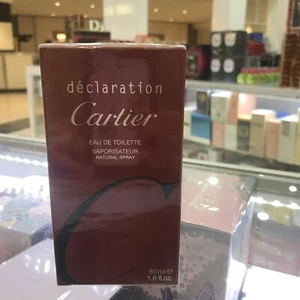 déclaration
Cartier
EAU DE TOILETTE
VAPORISATEUR
NATURAL SPRAY
50 ml e
1.6 fl.oz.